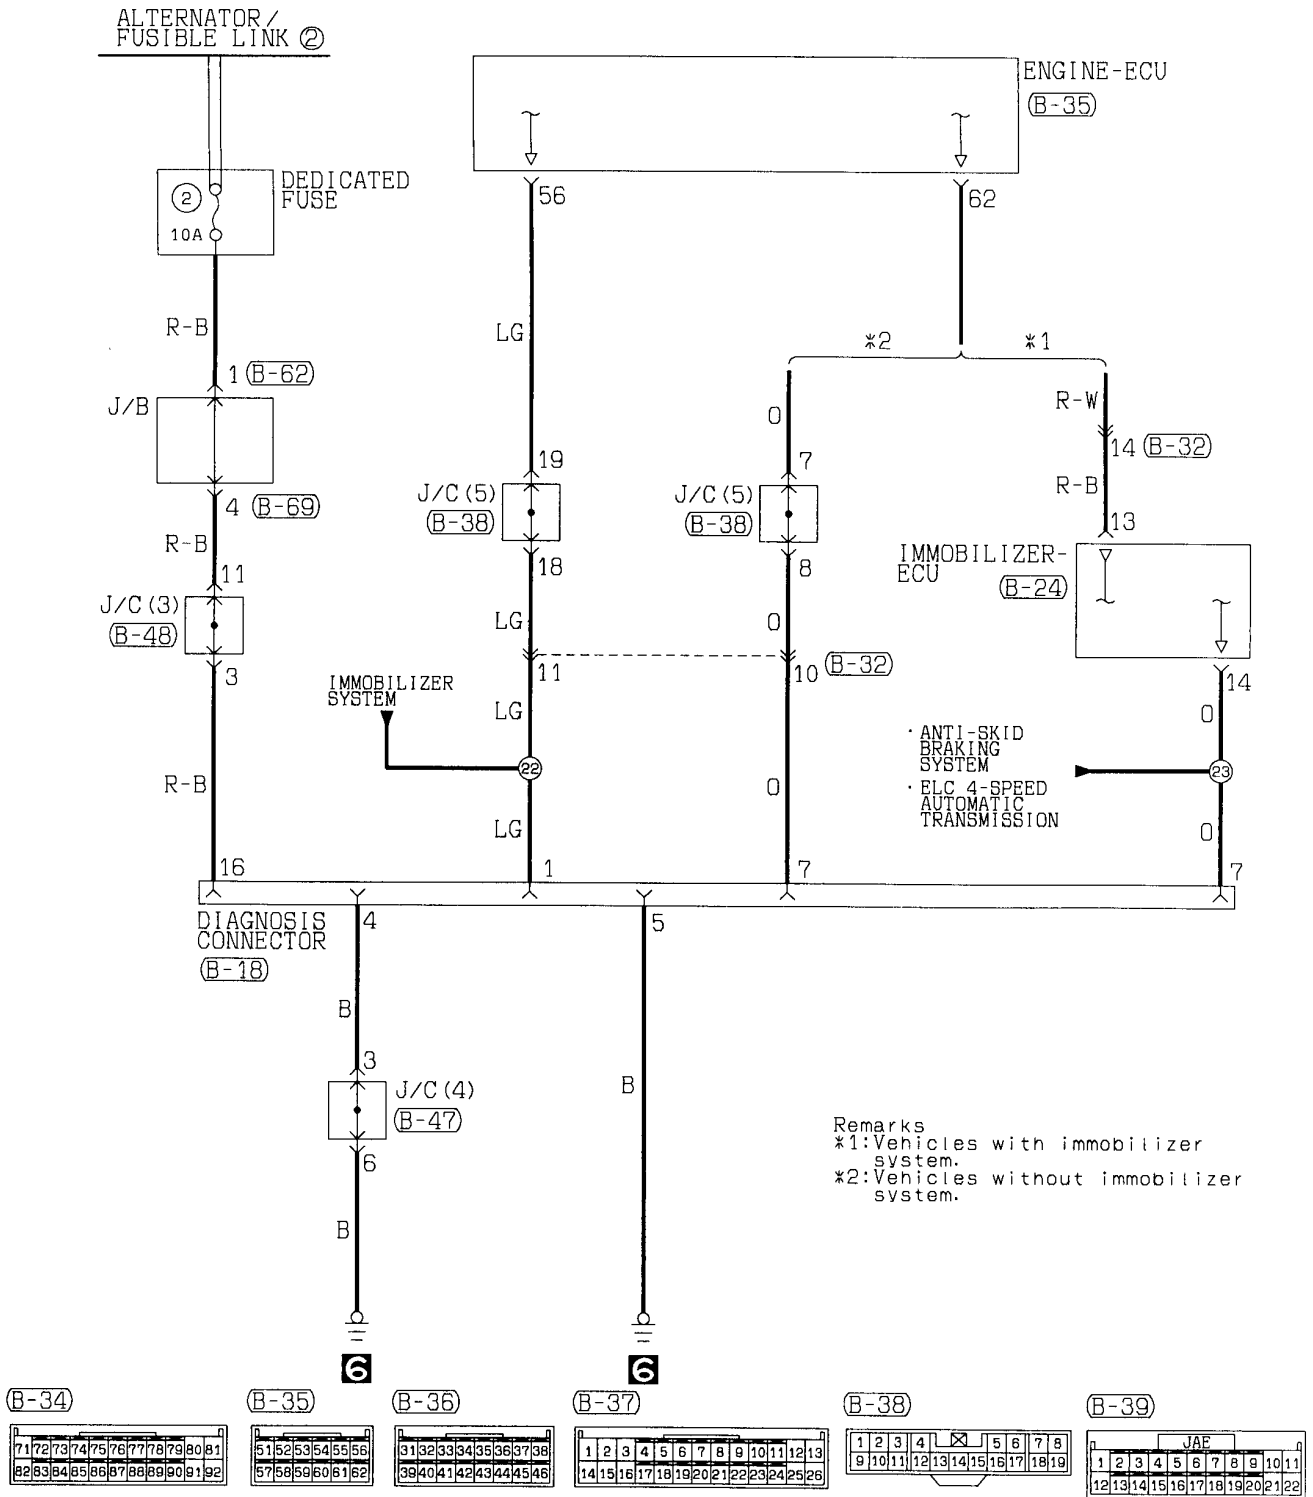 ALTERNATOR/
FUSIBLE LINK ②
ENGINE-ECU
(B-35)
DEDICATED
FUSE
2
10A
56
62
R-B
LG
*2
*1
1 (B-62)
J/B
O
R-W
14 (B-32)
19
7
R-B
4 (B-69)
J/C(5)
(B-38)
J/C(5)
(B-38)
13
R-B
18
8
IMMOBILIZER-
ECU
(B-24)
11
J/C(3)
(B-48)
LG
O
3
11
10
(B-32)
14
IMMOBILIZER
SYSTEM
LG
O
· ANTI-SKID
BRAKING
SYSTEM
22
23
R-B
O
· ELC 4-SPEED
AUTOMATIC
TRANSMISSION
LG
O
16
1
7
7
DIAGNOSIS
CONNECTOR
(B-18)
4
5
B
3
J/C(4)
(B-47)
B
6
B
Remarks
*1:Vehicles with immobilizer
system.
*2:Vehicles without immobilizer
system.
6
6
(B-34)
71 72 73 74 75 76 77 78 79 80 81
82 83 84 85 86 87 88 89 90 91 92
(B-35)
51 52 53 54 55 56
57 58 59 60 61 62
(B-36)
31 32 33 34 35 36 37 38
39 40 41 42 43 44 45 46
(B-37)
1 2 3 4 5 6 7 8 9 10 11 12 13
14 15 16 17 18 19 20 21 22 23 24 25 26
(B-38)
1 2 3 4 5 6 7 8
9 10 11 12 13 14 15 16 17 18 19
(B-39)
JAE
1 2 3 4 5 6 7 8 9 10 11
12 13 14 15 16 17 18 19 20 21 22